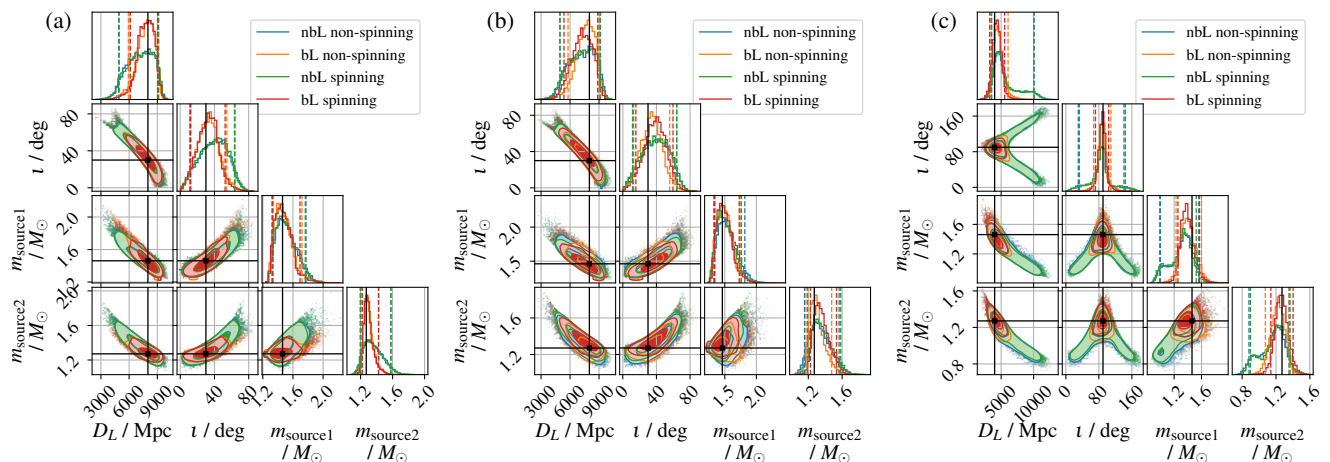 (a)
nbL non-spinning
bL non-spinning
nbL spinning
bL spinning
ι / deg
80
40
0
m_source1
/ M_⊙
2.0
1.6
1.2
m_source2
/ M_⊙
2.0
1.6
1.2
3000 6000 9000
0 40 80
1.2 1.6 2.0
1.2 1.6 2.0
D_L / Mpc
ι / deg
m_source1
/ M_⊙
m_source2
/ M_⊙
(b)
nbL non-spinning
bL non-spinning
nbL spinning
bL spinning
ι / deg
80
40
0
m_source1
/ M_⊙
2.0
1.5
m_source2
/ M_⊙
1.6
1.2
3000 6000 9000
0 40 80
1.5 2.0
1.2 1.6
D_L / Mpc
ι / deg
m_source1
/ M_⊙
m_source2
/ M_⊙
(c)
nbL non-spinning
bL non-spinning
nbL spinning
bL spinning
ι / deg
160
80
0
m_source1
/ M_⊙
1.6
1.2
m_source2
/ M_⊙
1.6
1.2
0.8
5000 10000
0 80 160
1.2 1.6
0.8 1.2 1.6
D_L / Mpc
ι / deg
m_source1
/ M_⊙
m_source2
/ M_⊙